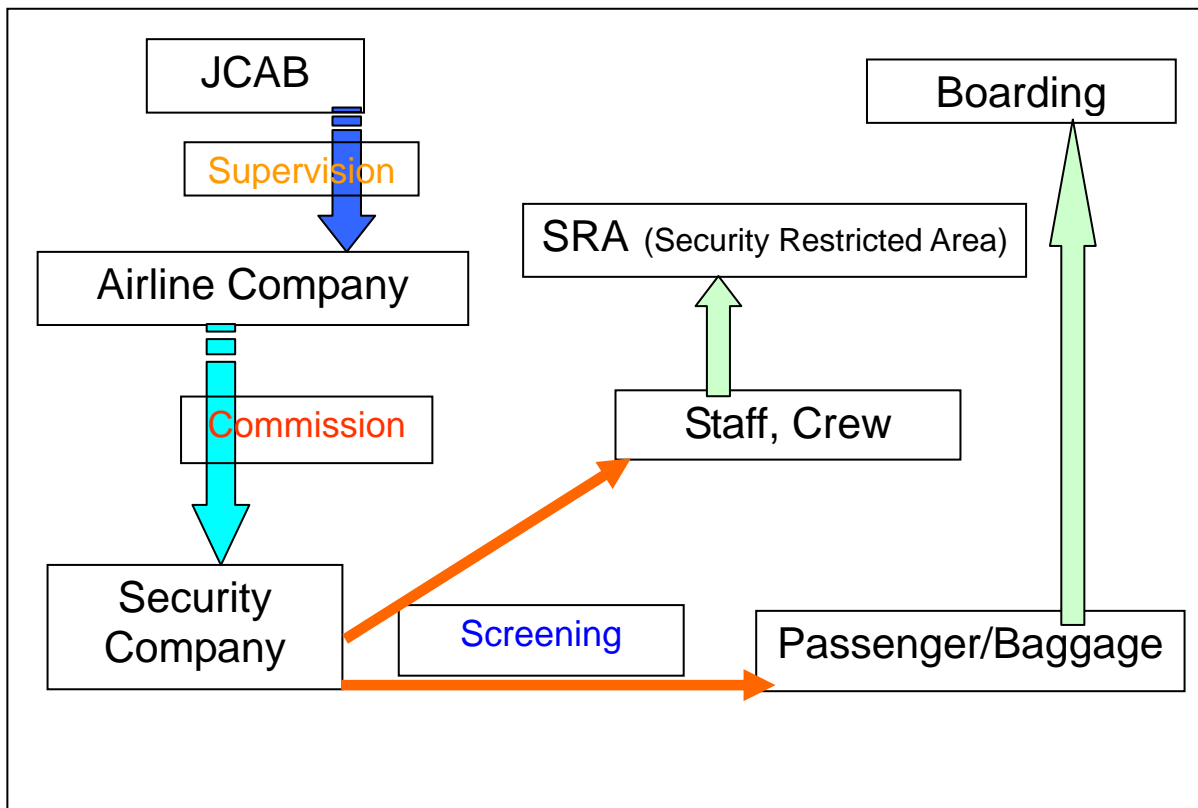 JCAB
Boarding
Supervision
SRA (Security Restricted Area)
Airline Company
Commission
Staff, Crew
Security
Company
Screening
Passenger/Baggage